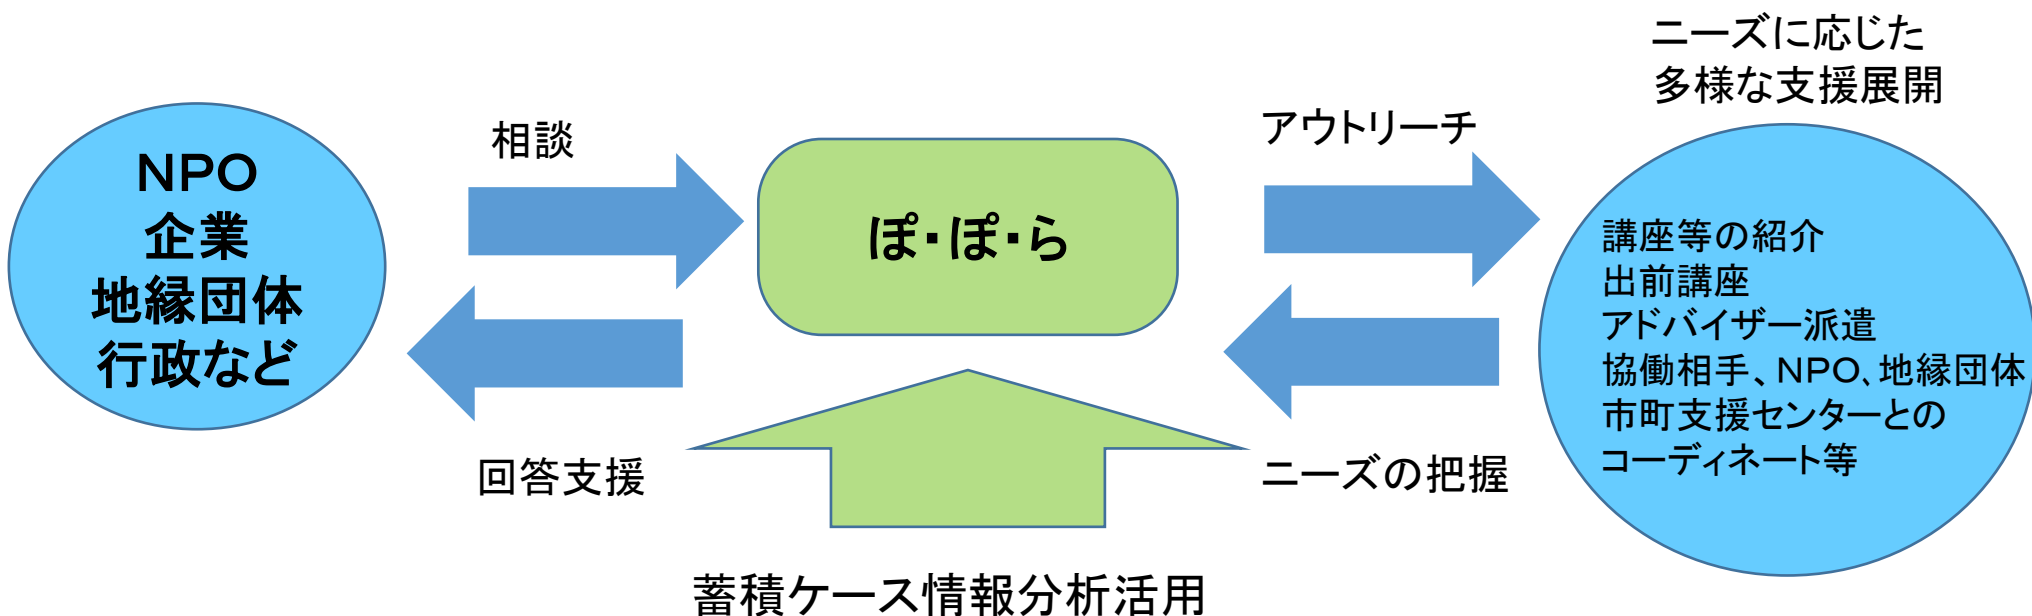 NPO
企業
地縁団体
行政など
相談
回答支援
ぽ・ぽ・ら
蓄積ケース情報分析活用
アウトリーチ
ニーズの把握
ニーズに応じた
多様な支援展開
講座等の紹介
出前講座
アドバイザー派遣
協働相手、NPO、地縁団体
市町支援センターとの
コーディネート等